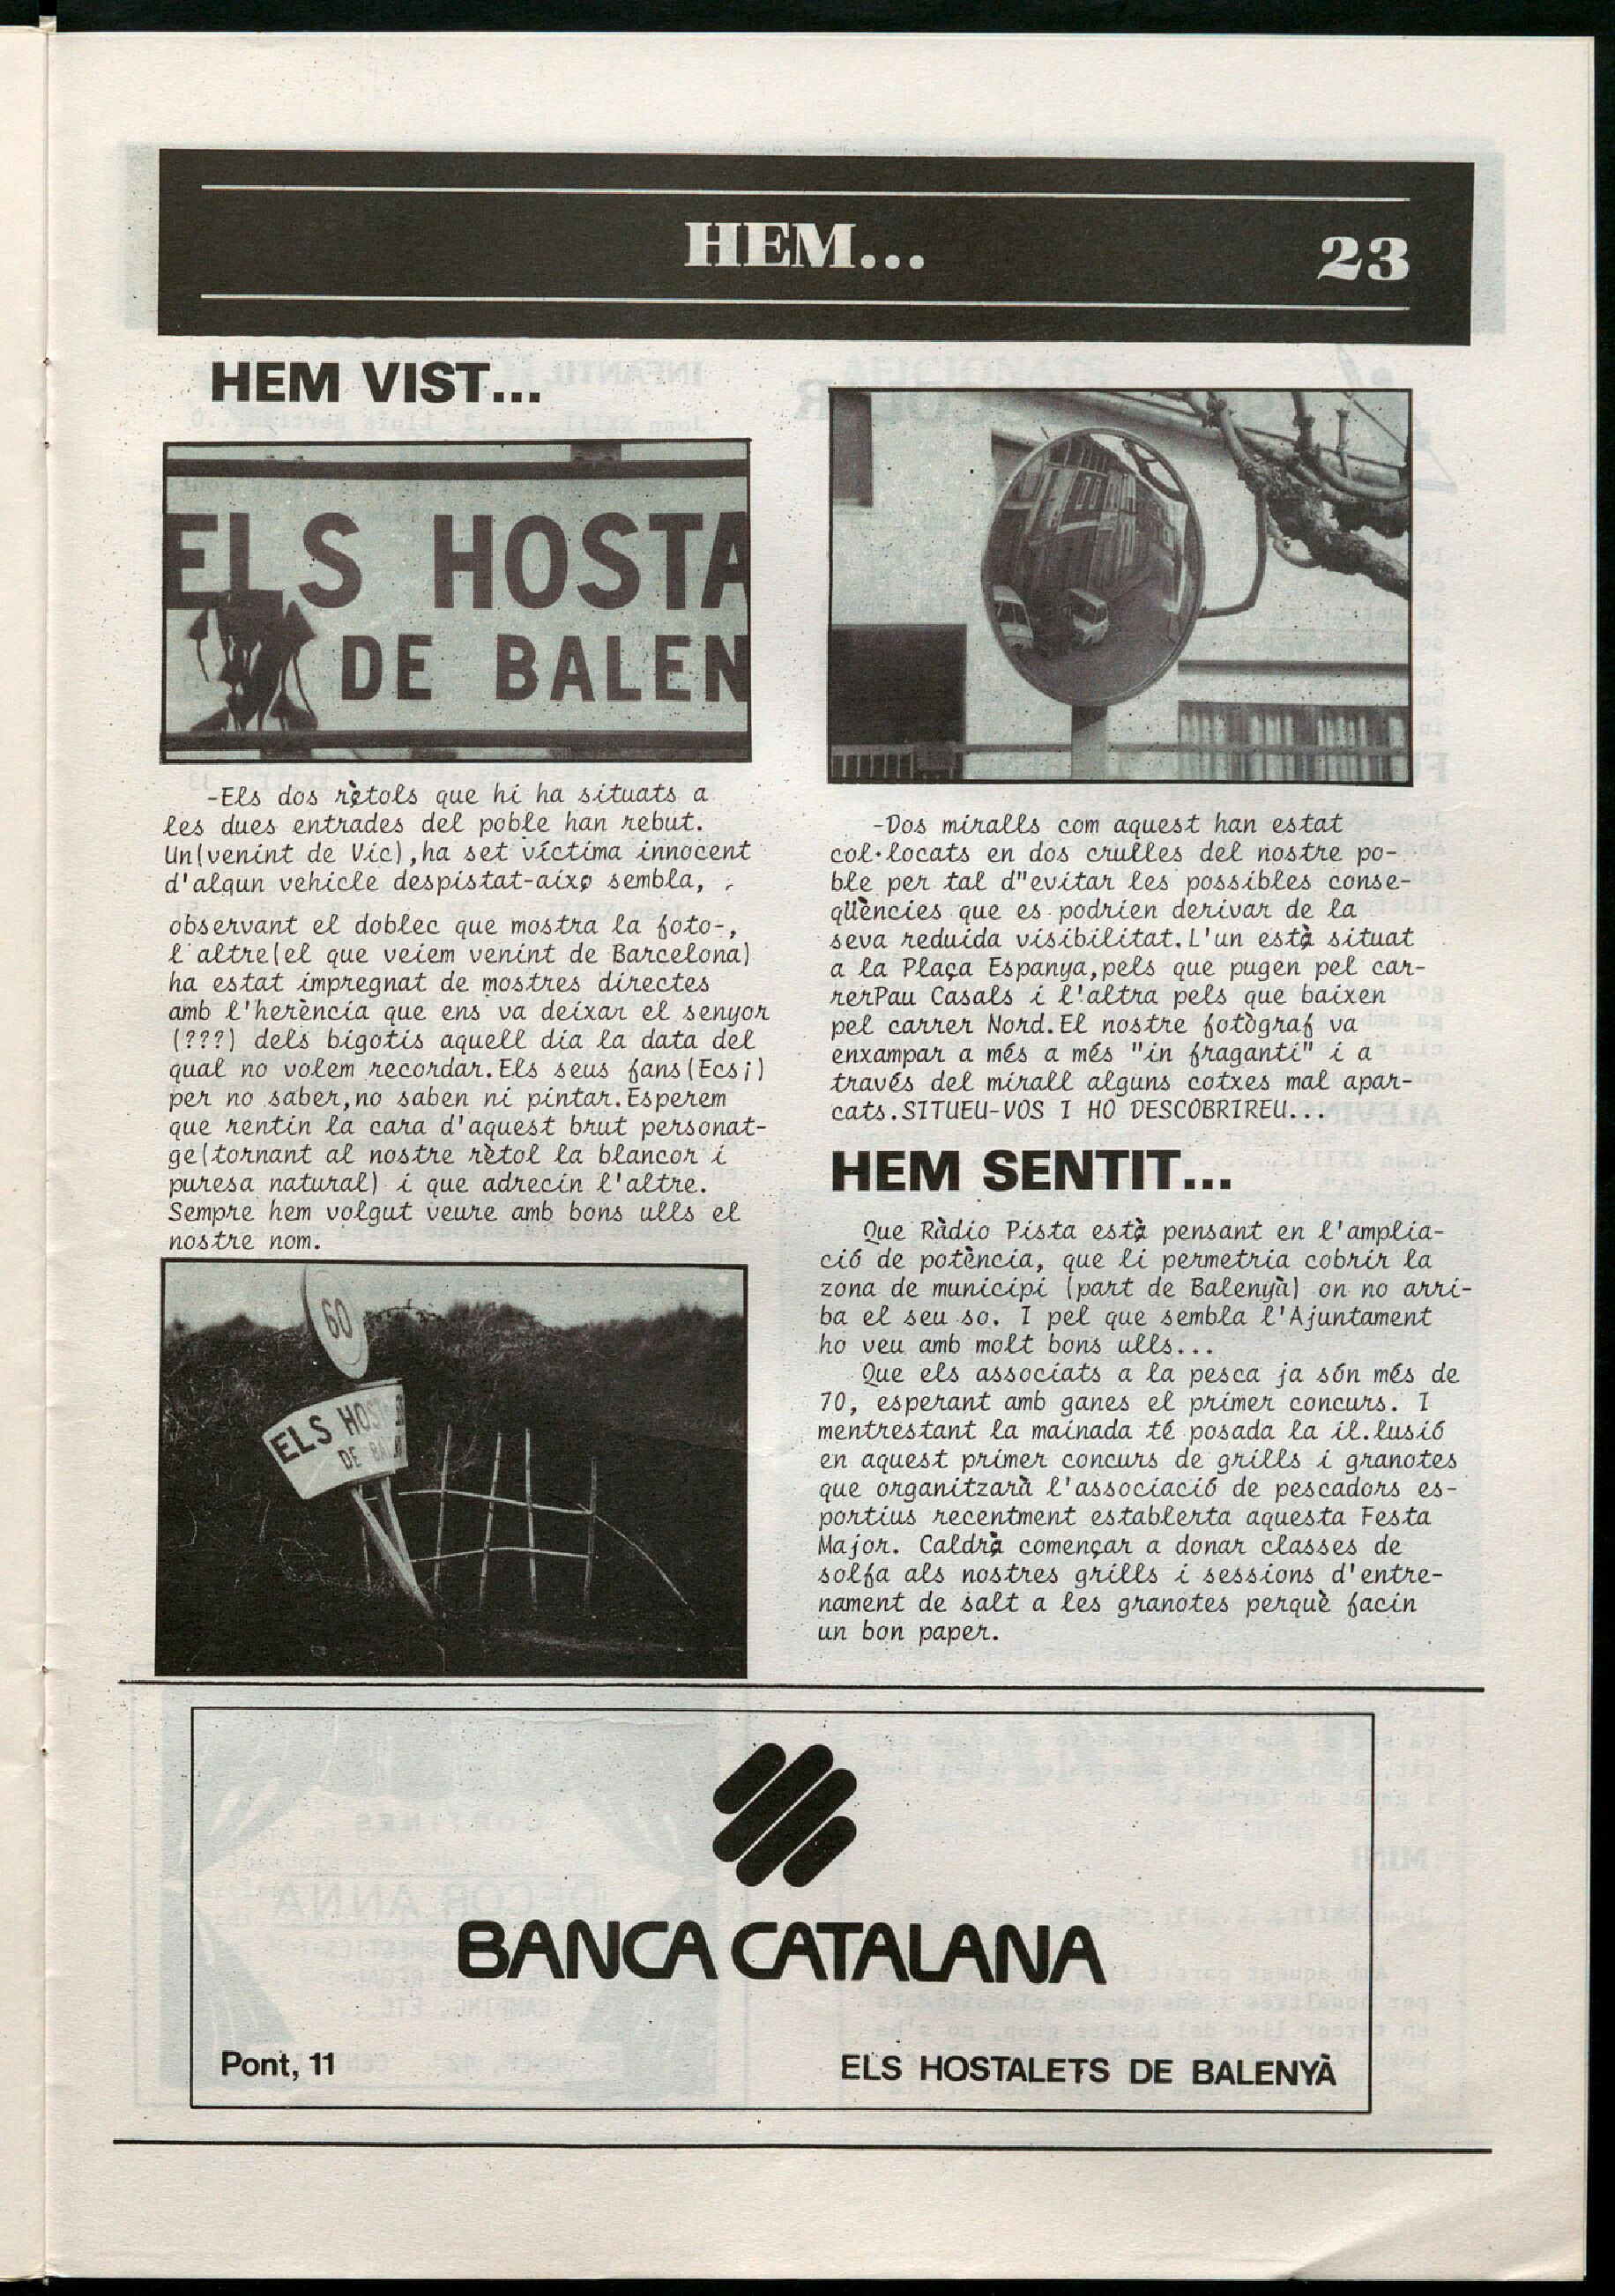 HEM...
23
HEM VIST...
ELS HOSTA
DE BALEN
-Els dos rètols que hi ha situats a
les dues entrades del poble han rebut.
Un(venint de Vic),ha set víctima innocent
d'algun vehicle despistat-aixo sembla,
observant el doblec que mostra la foto-,
l'altre(el que veiem venint de Barcelona)
ha estat impregnat de mostres directes
amb l'herència que ens va deixar el senyor
(???) dels bigotis aquell dia la data del
qual no volem recordar.Els seus fans(Ecs¡)
per no saber,no saben ni pintar.Esperem
que rentin la cara d'aquest brut personat-
ge(tornant al nostre rètol la blancor i
puresa natural) i que adrecin l'altre.
Sempre hem volgut veure amb bons ulls el
nostre nom.
60
ELS HOST
DE BA
-Dos miralls com aquest han estat
col·locats en dos crulles del nostre po-
ble per tal d"evitar les possibles conse-
qüències que es podrien derivar de la
seva reduida visibilitat.L'un està situat
a la Plaça Espanya,pels que pugen pel car-
rerPau Casals i l'altra pels que baixen
pel carrer Nord.El nostre fotògraf va
enxampar a més a més "in fraganti" i a
través del mirall alguns cotxes mal apar-
cats.SITUEU-VOS I HO DESCOBRIREU...
HEM SENTIT...
Que Ràdio Pista està pensant en l'amplia-
ció de potència, que li permetria cobrir la
zona de municipi (part de Balenyà) on no arri-
ba el seu so. I pel que sembla l'Ajuntament
ho veu amb molt bons ulls...
Que els associats a la pesca ja són més de
70, esperant amb ganes el primer concurs. I
mentrestant la mainada té posada la il.lusió
en aquest primer concurs de grills i granotes
que organitzarà l'associació de pescadors es-
portius recentment establerta aquesta Festa
Major. Caldrà començar a donar classes de
solfa als nostres grills i sessions d'entre-
nament de salt a les granotes perquè facin
un bon paper.
BANCA CATALANA
Pont, 11
ELS HOSTALETS DE BALENYÀ